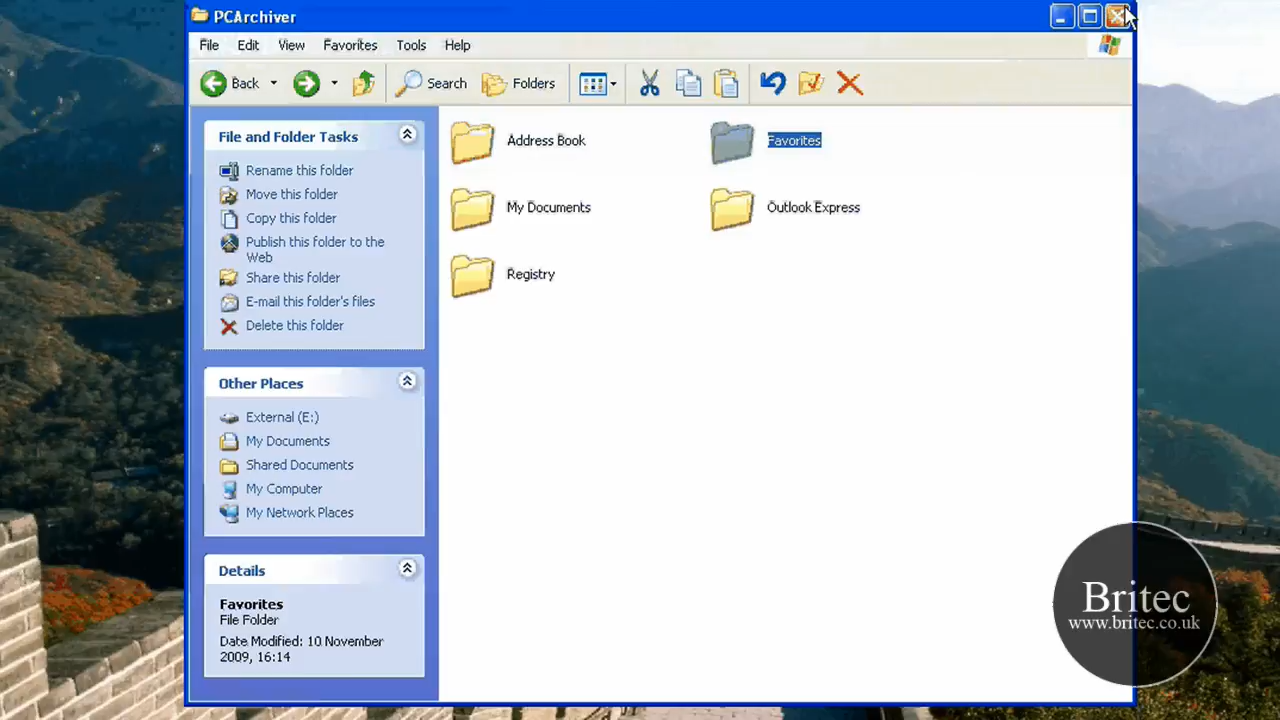 PCArchiver
File Edit View Favorites Tools Help
Back Search Folders
File and Folder Tasks
Rename this folder
Move this folder
Copy this folder
Publish this folder to the
Web
Share this folder
E-mail this folder's files
Delete this folder
Other Places
External (E:)
My Documents
Shared Documents
My Computer
My Network Places
Details
Favorites
File Folder
Date Modified: 10 November
2009, 16:14
Address Book
Favorites
My Documents
Outlook Express
Registry
Britec
www.britec.co.uk